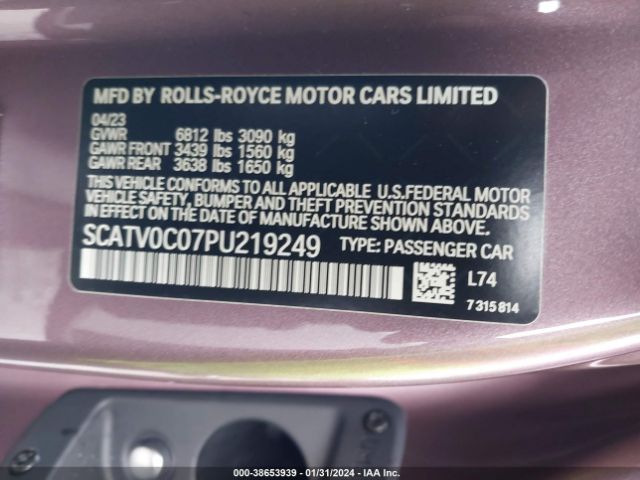 MFD BY ROLLS-ROYCE MOTOR CARS LIMITED
04/23
GVWR 6812 lbs 3090 kg
GAWR FRONT 3439 lbs 1560 kg
GAWR REAR 3638 lbs 1650 kg
THIS VEHICLE CONFORMS TO ALL APPLICABLE U.S.FEDERAL MOTOR
VEHICLE SAFETY, BUMPER, AND THEFT PREVENTION STANDARDS
IN EFFECT ON THE DATE OF MANUFACTURE SHOWN ABOVE.
SCATV0C07PU219249 TYPE: PASSENGER CAR
L74
7 315 814
000-38653939 / 01/31/2024 - IAA Inc.